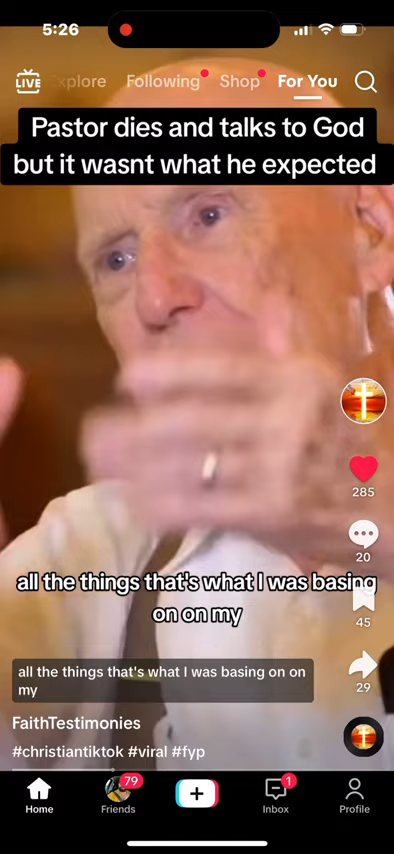 5:26
LIVE
Explore Following Shop For You
Pastor dies and talks to God
but it wasnt what he expected
285
20
all the things that's what I was basing
on on my
45
all the things that's what I was basing on on
my
29
FaithTestimonies
#christiantiktok #viral #fyp
79
1
Home Friends Inbox Profile